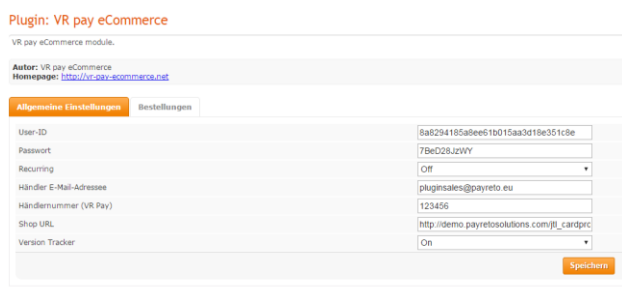 Plugin: VR pay eCommerce
VR pay eCommerce module.
Autor: VR pay eCommerce
Homepage: http://vr-pay-ecommerce.net
Allgemeine Einstellungen Bestellungen
User-ID 8a8294185a8ee61b015aa3d18e351c8e
Passwort 7BeD28JzWY
Recurring Off
Händler E-Mail-Adressee pluginsales@payreto.eu
Händlernummer (VR Pay) 123456
Shop URL http://demo.payretosolutions.com/jtl_cardprc
Version Tracker On
Speichern